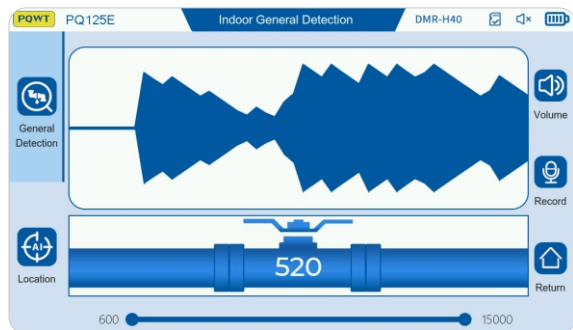 PQWT PQ125E Indoor General Detection DMR-H40
General
Detection
Volume
Record
Location
520
Return
600 15000